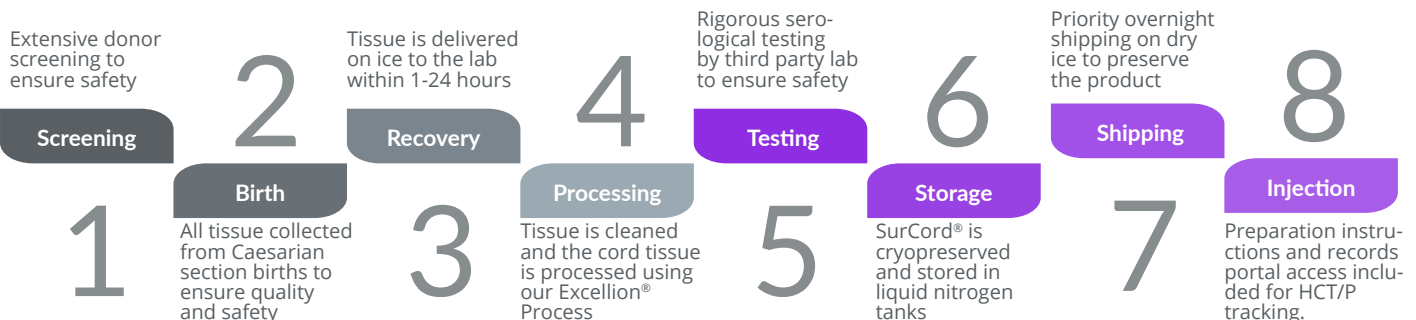 Extensive donor
screening to
ensure safety
Screening
1
2
Birth
All tissue collected
from Caesarian
section births to
ensure quality
and safety
Tissue is delivered
on ice to the lab
within 1-24 hours
Recovery
3
4
Processing
Tissue is cleaned
and the cord tissue
is processed using
our Excellion®
Process
Rigorous sero-
logical testing
by third party lab
to ensure safety
Testing
5
6
Storage
SurCord® is
cryopreserved
and stored in
liquid nitrogen
tanks
Priority overnight
shipping on dry
ice to preserve
the product
Shipping
7
8
Injection
Preparation instru-
ctions and records
portal access inclu-
ded for HCT/P
tracking.